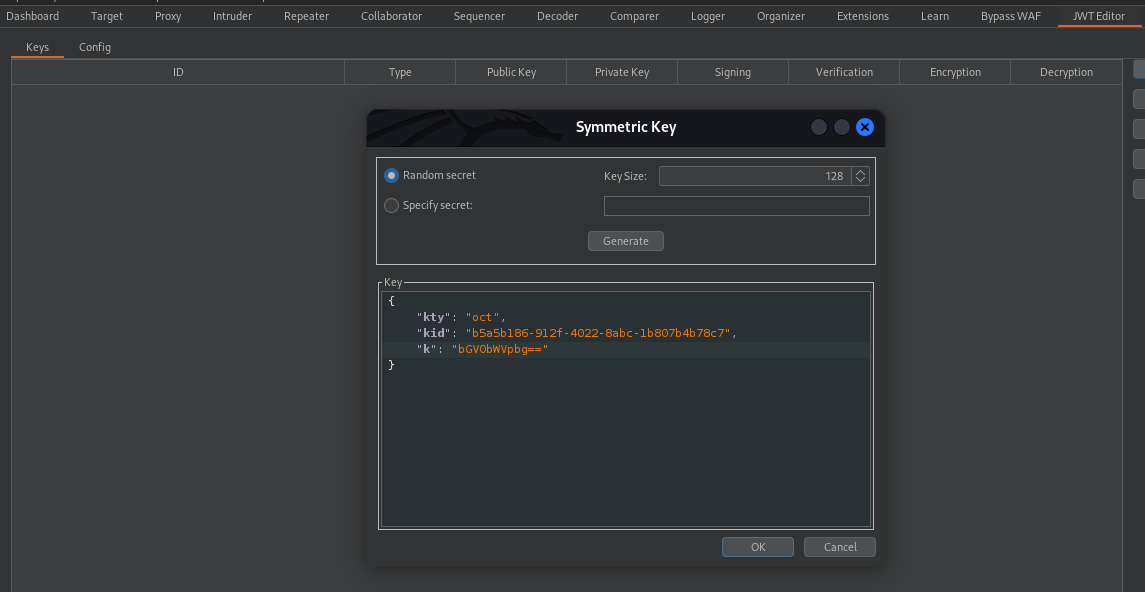 Dashboard Target Proxy Intruder Repeater Collaborator Sequencer Decoder Comparer Logger Organizer Extensions Learn Bypass WAF JWT Editor
Keys Config
ID Type Public Key Private Key Signing Verification Encryption Decryption
Symmetric Key
Random secret Key Size: 128
Specify secret:
Generate
Key
{
"kty": "oct",
"kid": "b5a5b186-912f-4022-8abc-1b807b4b78c7",
"k": "bGV0bWVpbg=="
}
OK Cancel